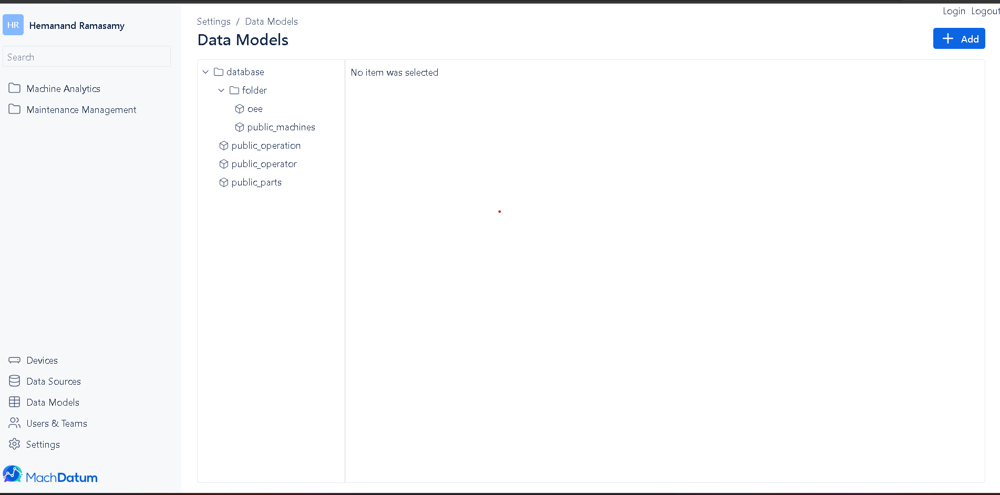 HR Hemanand Ramasamy
Search
Machine Analytics
Maintenance Management
Devices
Data Sources
Data Models
Users & Teams
Settings
MachDatum
Login Logout
Settings / Data Models
Data Models
Add
database
folder
oee
public_machines
public_operation
public_operator
public_parts
No item was selected